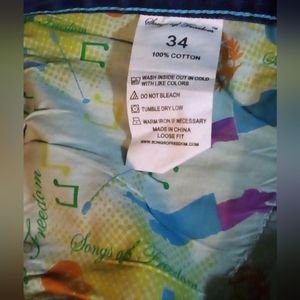 Songs of Freedom
34
100% COTTON
WASH INSIDE OUT IN COLD
WITH LIKE COLORS
DO NOT BLEACH
TUMBLE DRY LOW
WARM IRON IF NECESSARY
MADE IN CHINA
LOOSE FIT
WWW.SONGSOFFREEDOM.COM
Freedom
Songs of Freedom